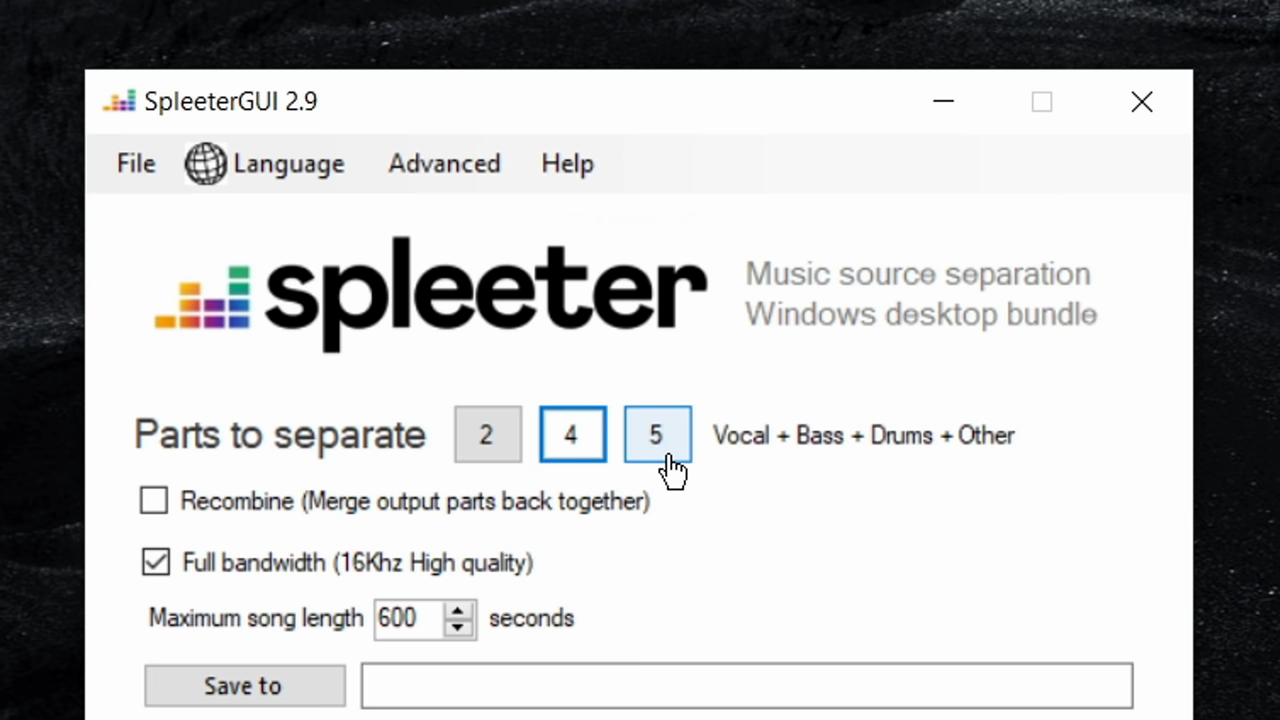 SpleeterGUI 2.9
File Language Advanced Help
spleeter
Music source separation
Windows desktop bundle
Parts to separate 2 4 5 Vocal + Bass + Drums + Other
Recombine (Merge output parts back together)
Full bandwidth (16Khz High quality)
Maximum song length 600 seconds
Save to